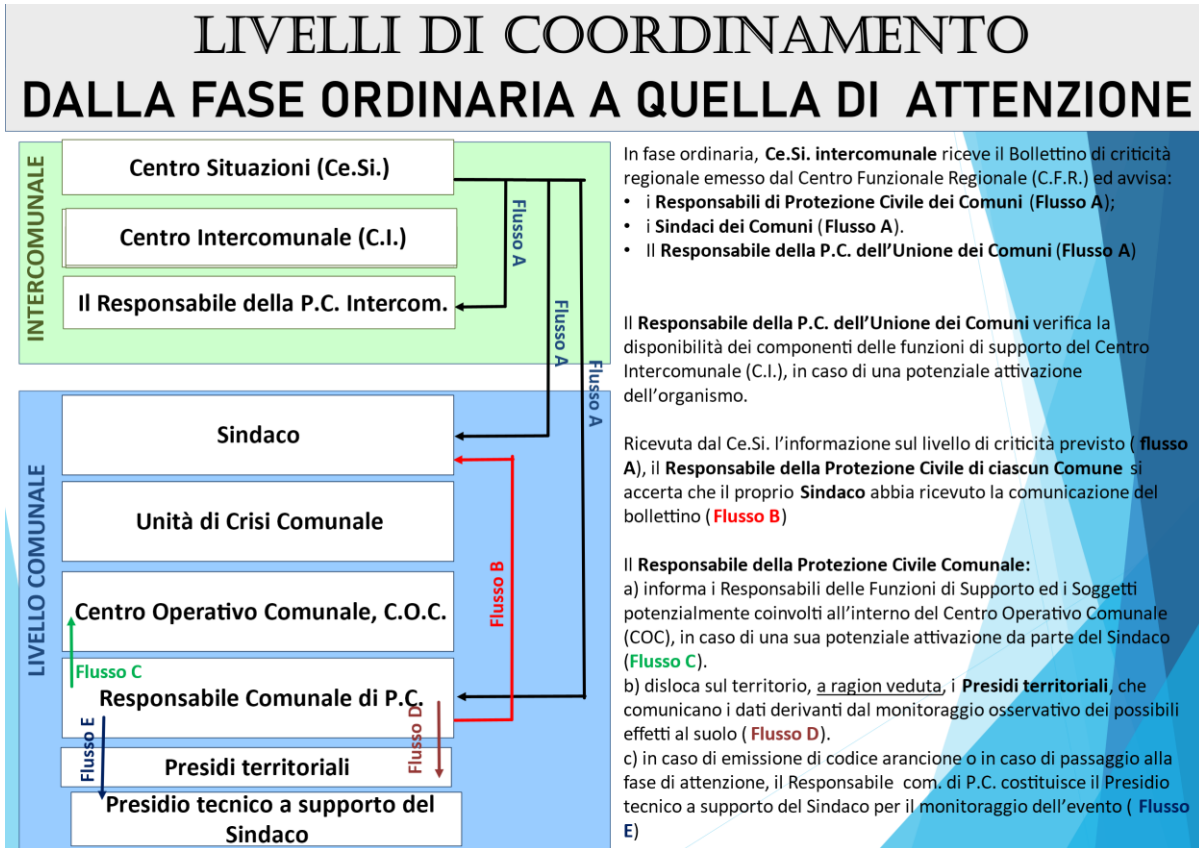 LIVELLI DI COORDINAMENTO
DALLA FASE ORDINARIA A QUELLA DI ATTENZIONE
INTERCOMUNALE
Centro Situazioni (Ce.Si.)
Centro Intercomunale (C.I.)
Il Responsabile della P.C. Intercom.
Flusso A
Flusso A
Flusso A
LIVELLO COMUNALE
Sindaco
Unità di Crisi Comunale
Centro Operativo Comunale, C.O.C.
Flusso B
Flusso C
Responsabile Comunale di P.C.
Flusso E
Flusso D
Presidi territoriali
Presidio tecnico a supporto del
Sindaco
In fase ordinaria, Ce.Si. intercomunale riceve il Bollettino di criticità
regionale emesso dal Centro Funzionale Regionale (C.F.R.) ed avvisa:
• i Responsabili di Protezione Civile dei Comuni (Flusso A);
• i Sindaci dei Comuni (Flusso A).
• Il Responsabile della P.C. dell'Unione dei Comuni (Flusso A)
Il Responsabile della P.C. dell'Unione dei Comuni verifica la
disponibilità dei componenti delle funzioni di supporto del Centro
Intercomunale (C.I.), in caso di una potenziale attivazione
dell'organismo.
Ricevuta dal Ce.Si. l'informazione sul livello di criticità previsto ( flusso
A), il Responsabile della Protezione Civile di ciascun Comune si
accerta che il proprio Sindaco abbia ricevuto la comunicazione del
bollettino ( Flusso B)
Il Responsabile della Protezione Civile Comunale:
a) informa i Responsabili delle Funzioni di Supporto ed i Soggetti
potenzialmente coinvolti all'interno del Centro Operativo Comunale
(COC), in caso di una sua potenziale attivazione da parte del Sindaco
(Flusso C).
b) disloca sul territorio, a ragion veduta, i Presidi territoriali, che
comunicano i dati derivanti dal monitoraggio osservativo dei possibili
effetti al suolo ( Flusso D).
c) in caso di emissione di codice arancione o in caso di passaggio alla
fase di attenzione, il Responsabile com. di P.C. costituisce il Presidio
tecnico a supporto del Sindaco per il monitoraggio dell'evento ( Flusso
E)